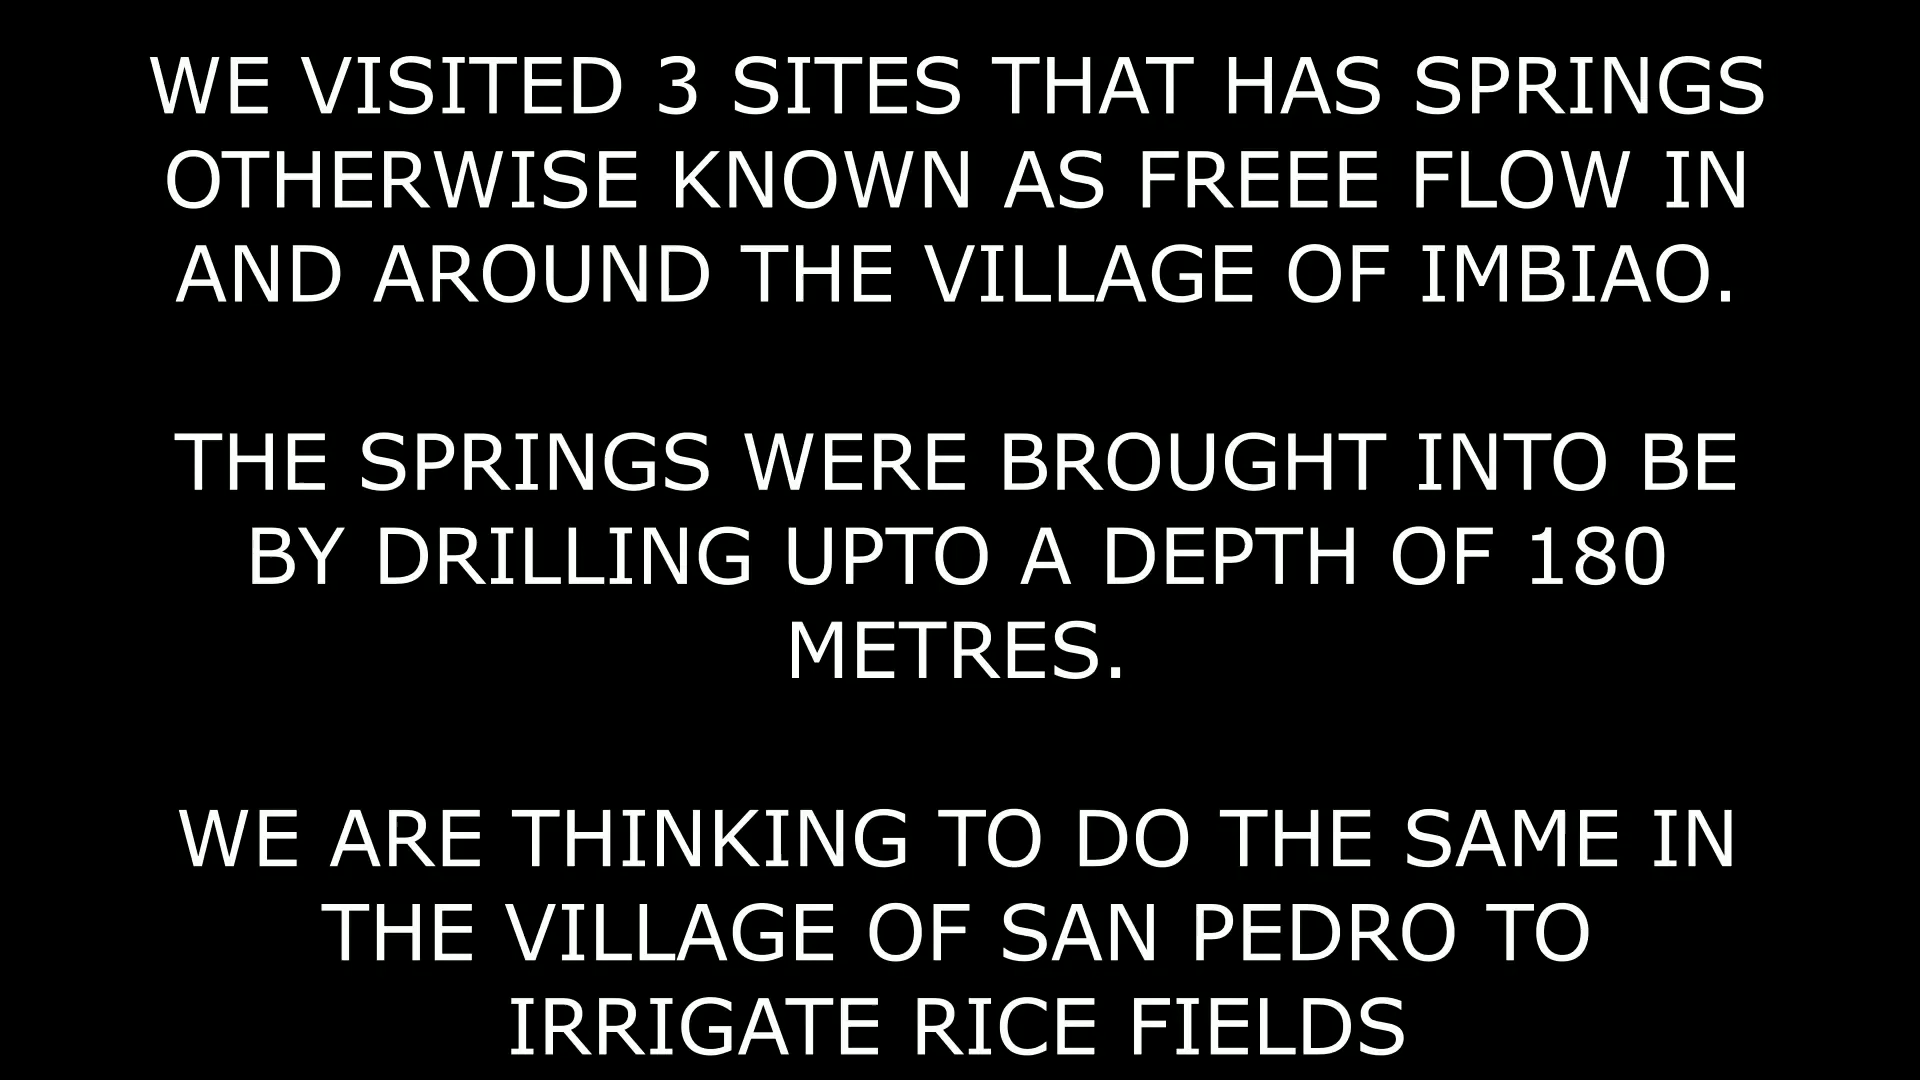 WE VISITED 3 SITES THAT HAS SPRINGS
OTHERWISE KNOWN AS FREEE FLOW IN
AND AROUND THE VILLAGE OF IMBIAO.
THE SPRINGS WERE BROUGHT INTO BE
BY DRILLING UPTO A DEPTH OF 180
METRES.
WE ARE THINKING TO DO THE SAME IN
THE VILLAGE OF SAN PEDRO TO
IRRIGATE RICE FIELDS